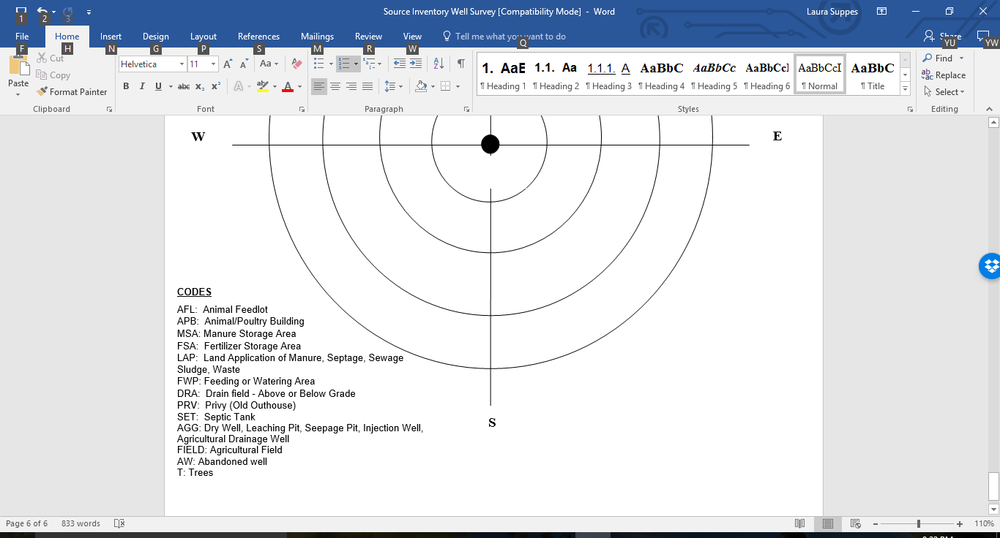 Source Inventory Well Survey [Compatibility Mode] - Word
Laura Suppes
1 2 3
File Home Insert Design Layout References Mailings Review View Tell me what you want to do Share
F H N G P S M R W Q YU YW
Paste
Cut
Copy
Format Painter
Clipboard
Helvetica 11 Aa
B I U abc x₂ x² A aby A
Font
Paragraph
1. AaB 1.1. Aa 1.1.1. A AaBbC AaBbCc AaBbCcI AaBbCcI AaBbC
¶ Heading 1 ¶ Heading 2 ¶ Heading 3 ¶ Heading 4 ¶ Heading 5 ¶ Heading 6 ¶ Normal ¶ Title
Styles
Find
Replace
Select
Editing
W
E
S
CODES
AFL: Animal Feedlot
APB: Animal/Poultry Building
MSA: Manure Storage Area
FSA: Fertilizer Storage Area
LAP: Land Application of Manure, Septage, Sewage
Sludge, Waste
FWP: Feeding or Watering Area
DRA: Drain field - Above or Below Grade
PRV: Privy (Old Outhouse)
SET: Septic Tank
AGG: Dry Well, Leaching Pit, Seepage Pit, Injection Well,
Agricultural Drainage Well
FIELD: Agricultural Field
AW: Abandoned well
T: Trees
Page 6 of 6 833 words
110%